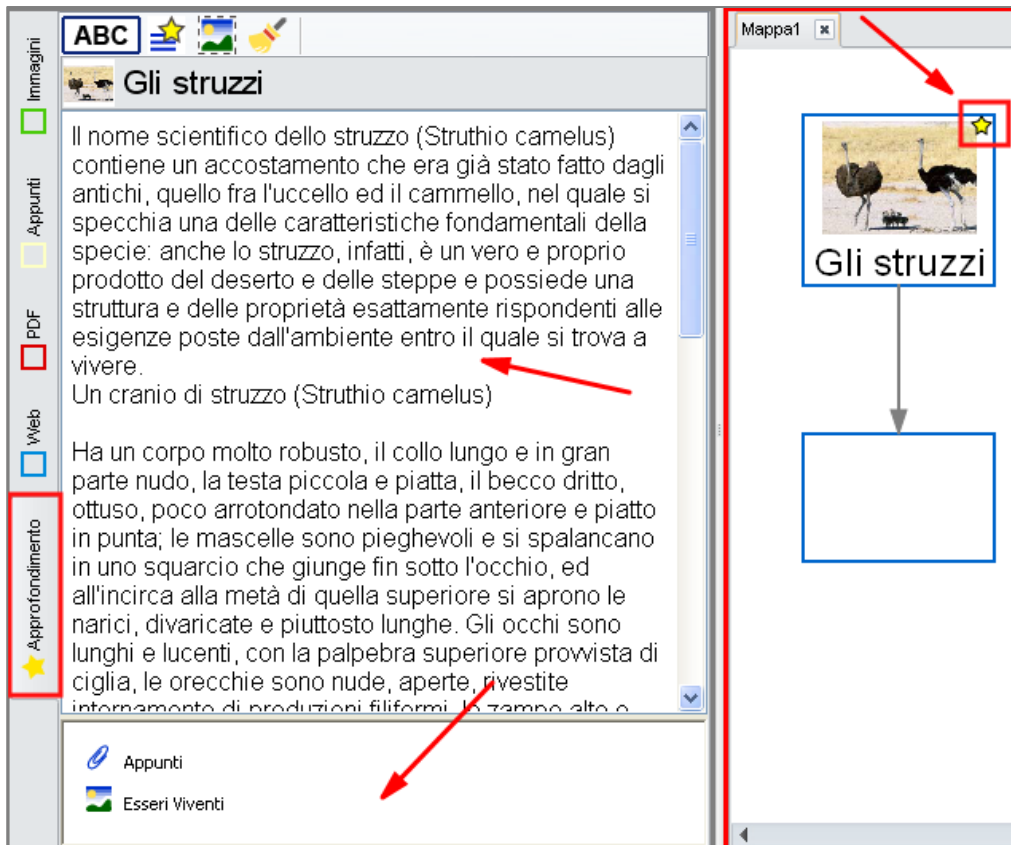 Immagini
Appunti
PDF
Web
Approfondimento
ABC
Gli struzzi
Il nome scientifico dello struzzo (Struthio camelus)
contiene un accostamento che era già stato fatto dagli
antichi, quello fra l'uccello ed il cammello, nel quale si
specchia una delle caratteristiche fondamentali della
specie: anche lo struzzo, infatti, è un vero e proprio
prodotto del deserto e delle steppe e possiede una
struttura e delle proprietà esattamente rispondenti alle
esigenze poste dall'ambiente entro il quale si trova a
vivere.
Un cranio di struzzo (Struthio camelus)
Ha un corpo molto robusto, il collo lungo e in gran
parte nudo, la testa piccola e piatta, il becco dritto,
ottuso, poco arrotondato nella parte anteriore e piatto
in punta; le mascelle sono pieghevoli e si spalancano
in uno squarcio che giunge fin sotto l'occhio, ed
all'incirca alla metà di quella superiore si aprono le
narici, divaricate e piuttosto lunghe. Gli occhi sono
lunghi e lucenti, con la palpebra superiore provvista di
ciglia, le orecchie sono nude, aperte, rivestite
internamento di produzioni filiformi, le zampe alte e
Appunti
Esseri Viventi
Mappa1
Gli struzzi